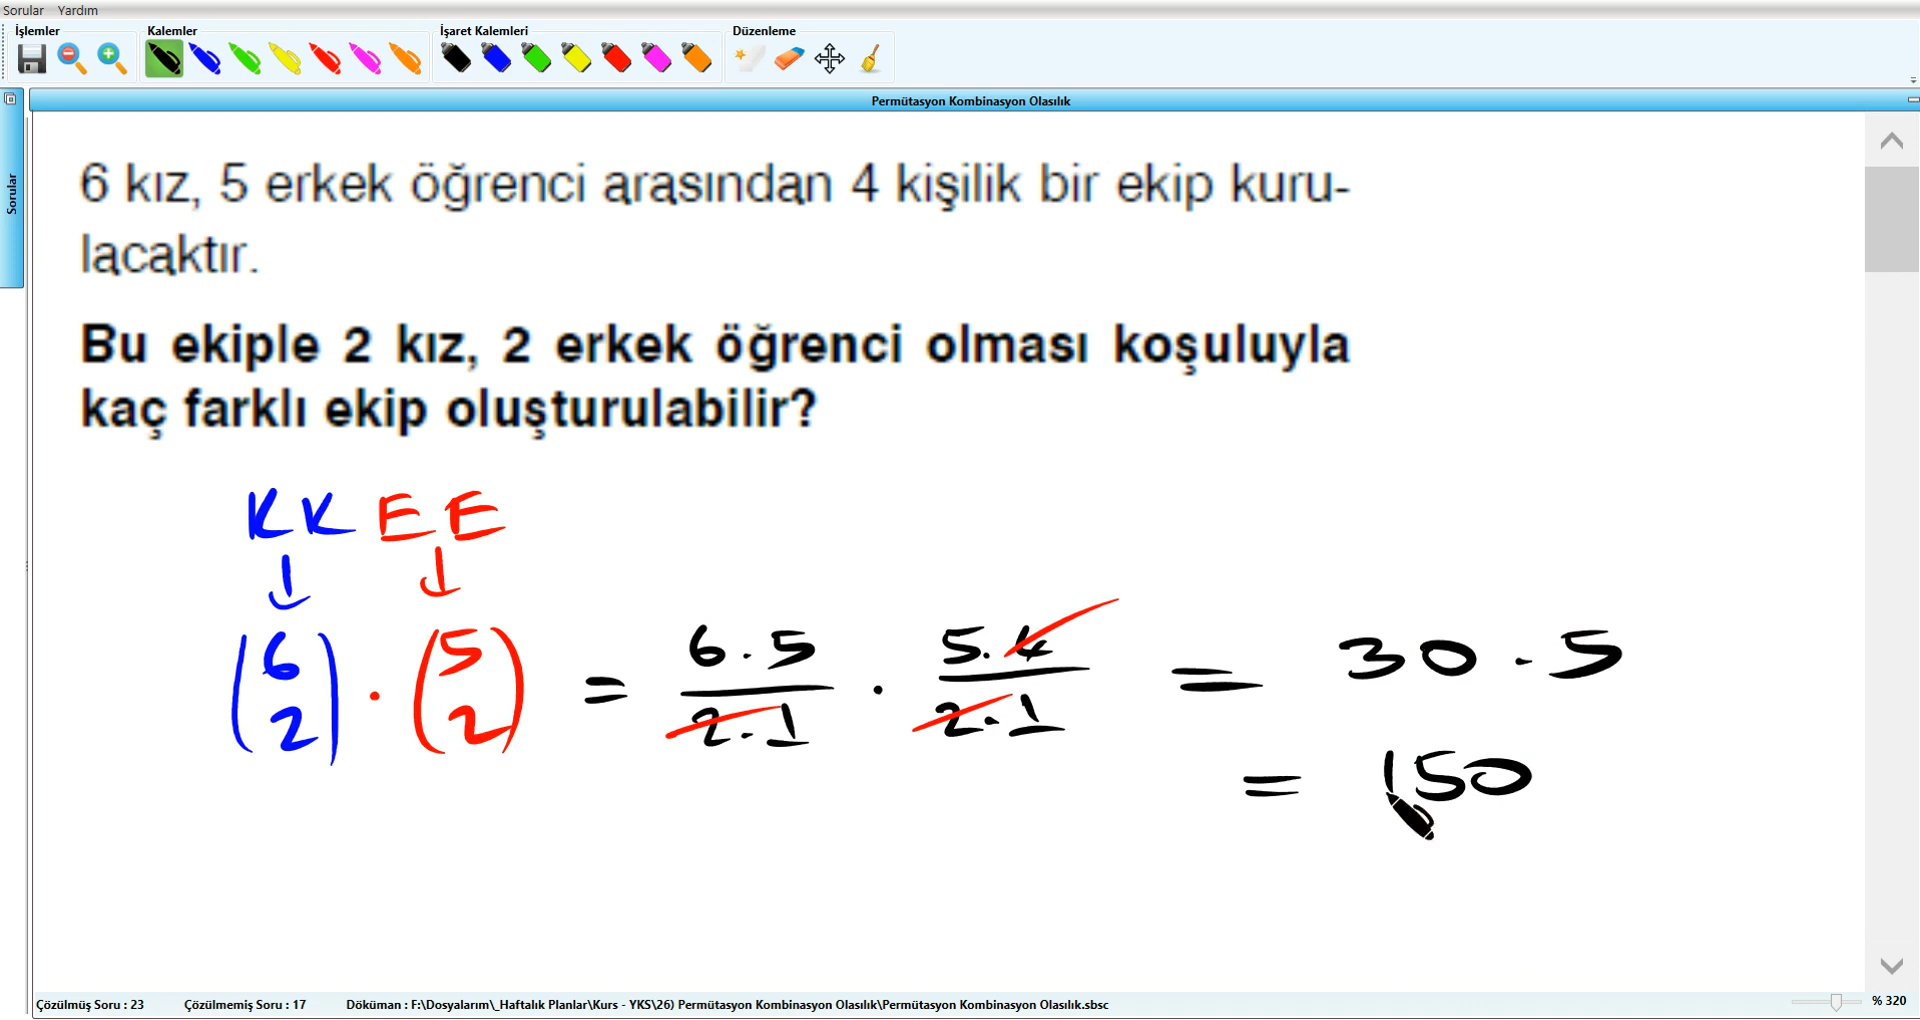 Sorular Yardım
İşlemler Kalemler İşaret Kalemleri Düzenleme
Permütasyon Kombinasyon Olasılık
Sorular
6 kız, 5 erkek öğrenci arasından 4 kişilik bir ekip kuru-
lacaktır.
Bu ekiple 2 kız, 2 erkek öğrenci olması koşuluyla
kaç farklı ekip oluşturulabilir?
K K E E
(6 2) · (5 2) = 6.5 / 2.1 · 5.4 / 2.1 = 30 . 5
= 150
Çözülmüş Soru : 23 Çözülmemiş Soru : 17 Döküman : F:\Dosyalarım\_Haftalık Planlar\Kurs - YKS\26) Permütasyon Kombinasyon Olasılık\Permütasyon Kombinasyon Olasılık.sbsc % 320